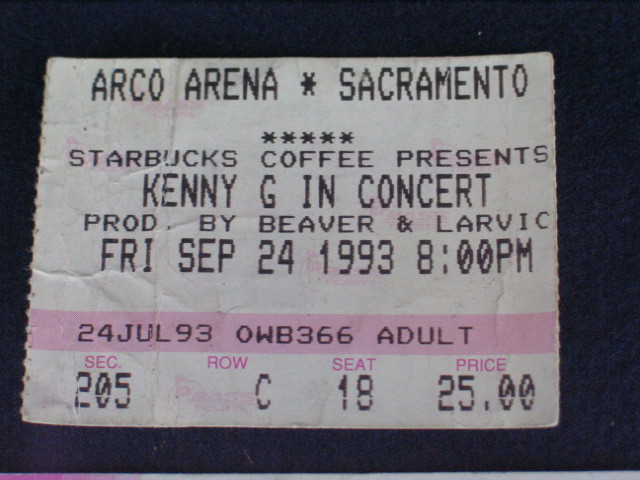 ARCO ARENA * SACRAMENTO
*****
STARBUCKS COFFEE PRESENTS
KENNY G IN CONCERT
PROD. BY BEAVER & LARVIC
FRI SEP 24 1993 8:00PM
24JUL93 OWB366 ADULT
SEC. ROW SEAT PRICE
205 C 18 25.00